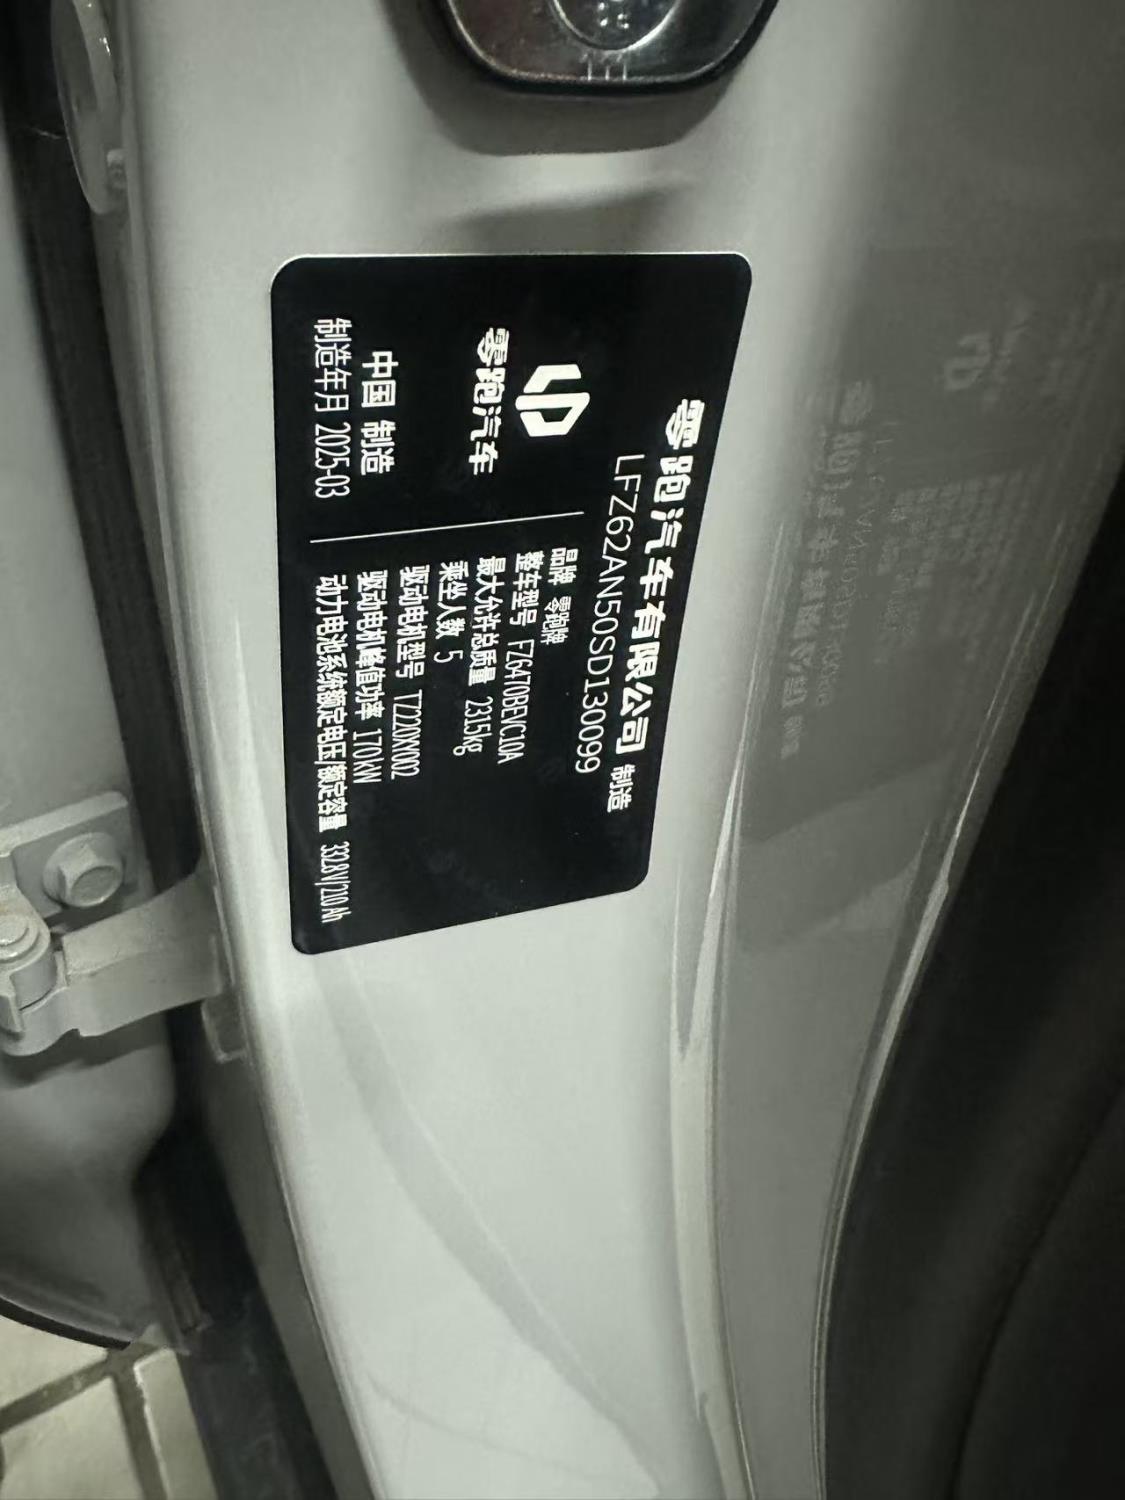 零跑汽车有限公司 制造
LFZ62AN50SD130099
零跑汽车
中国 制造
制造年月 2025-03
品牌 零跑牌
整车型号 FZ6470BEVC10A
最大允许总质量 2315kg
乘坐人数 5
驱动电机型号 TZ220XY002
驱动电机峰值功率 170kW
动力电池系统额定电压/额定容量 332.8V/210Ah